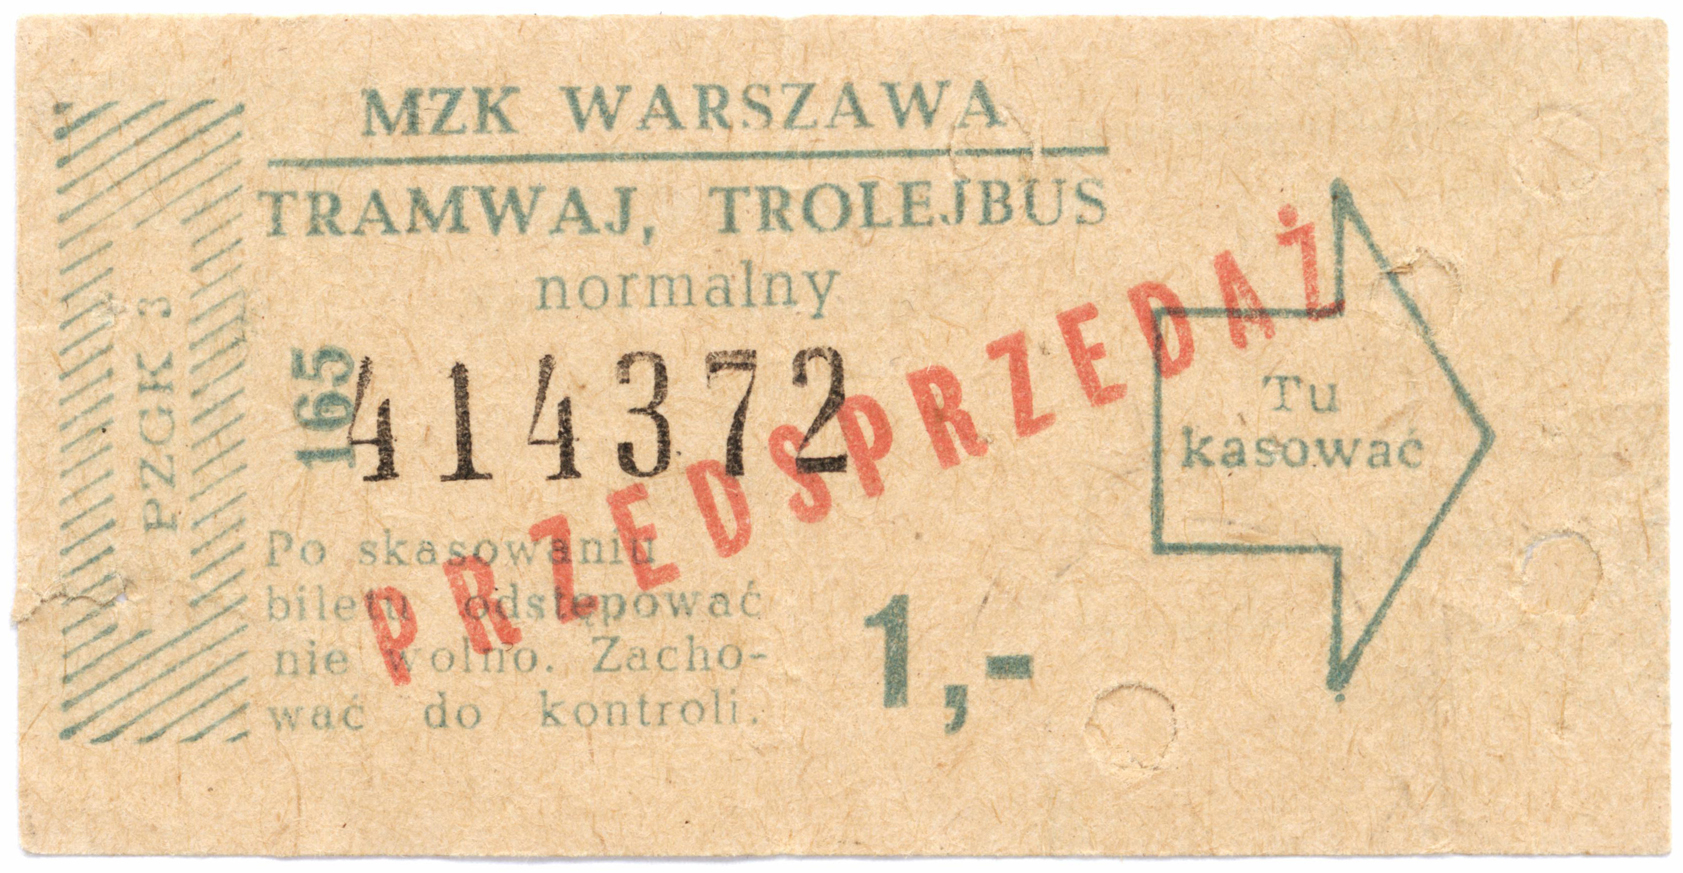 MZK WARSZAWA
TRAMWAJ, TROLEJBUS
normalny
PZGK 3
165
414372
PRZEDSPRZEDAŻ
Tu
kasować
Po skasowaniu
biletu odstępować
nie wolno. Zacho-
wać do kontroli.
1,-